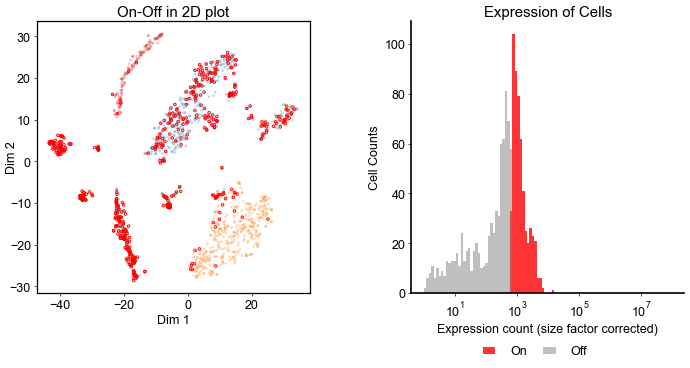 On-Off in 2D plot
Dim 2
30
20
10
0
−10
−20
−30
−40
−20
0
20
Dim 1
Expression of Cells
Cell Counts
100
80
60
40
20
0
10^1
10^3
10^5
10^7
Expression count (size factor corrected)
On
Off